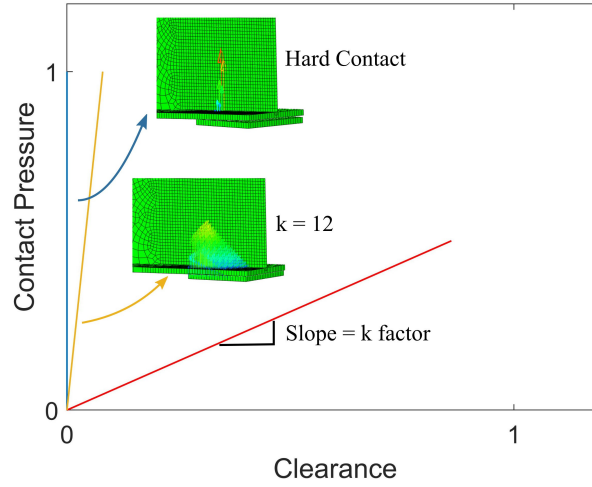 Hard Contact
1
Contact Pressure
k = 12
Slope = k factor
0
0
1
Clearance